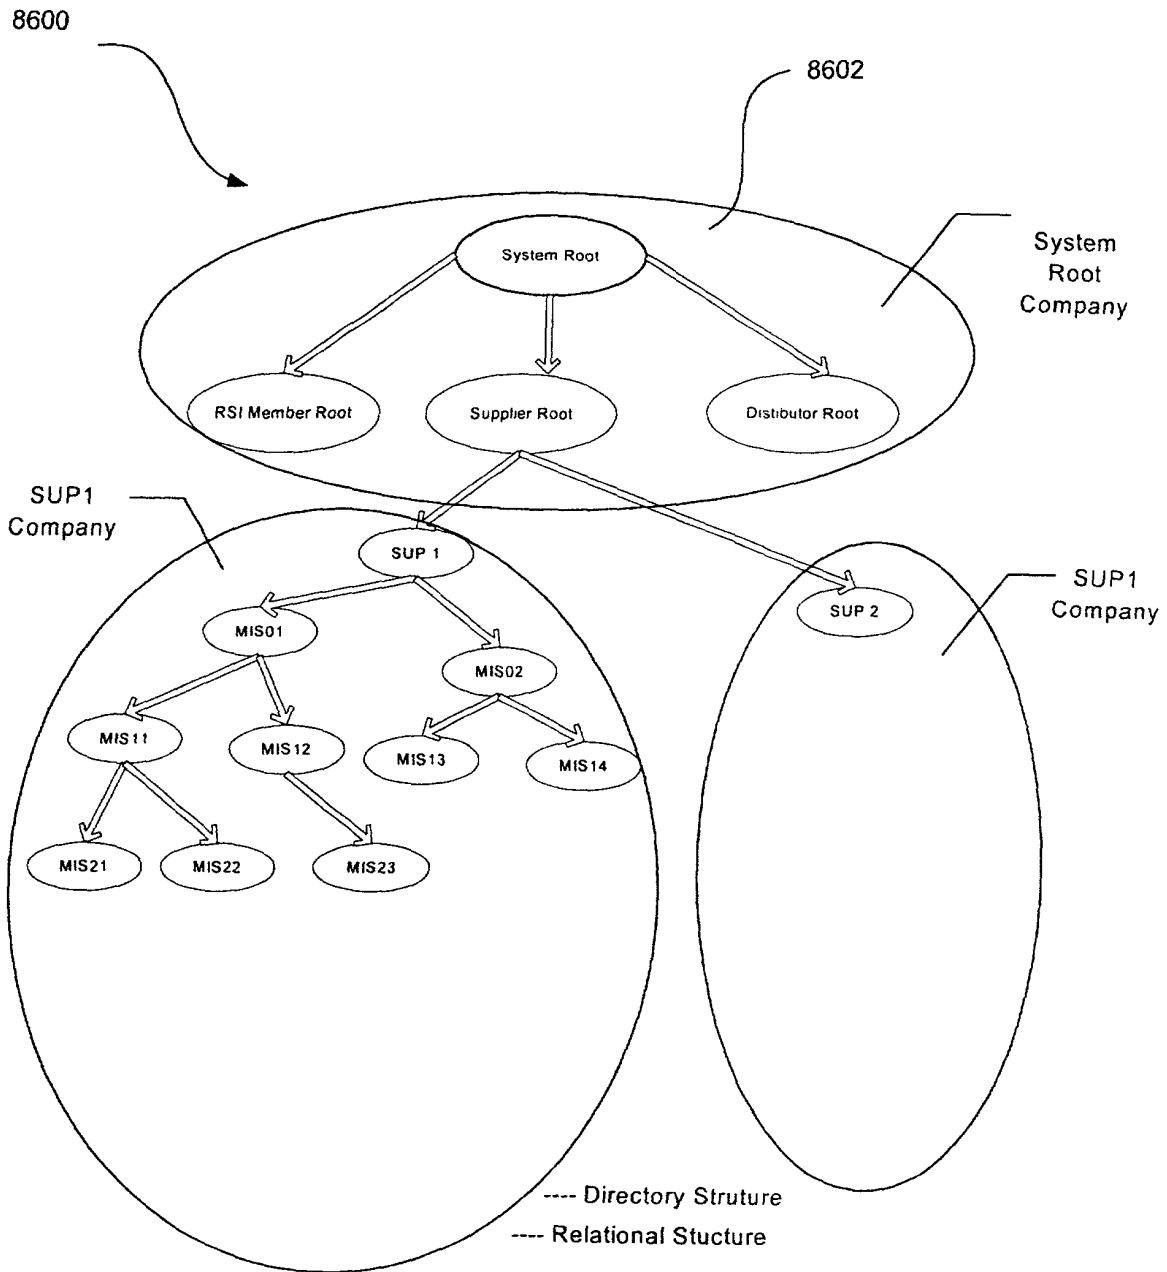 8600
8602
System Root
System
Root
Company
RSI Member Root
Supplier Root
Distibutor Root
SUP1
Company
SUP 1
SUP 2
SUP1
Company
MIS01
MIS02
MIS11
MIS12
MIS13
MIS14
MIS21
MIS22
MIS23
---- Directory Struture
---- Relational Stucture